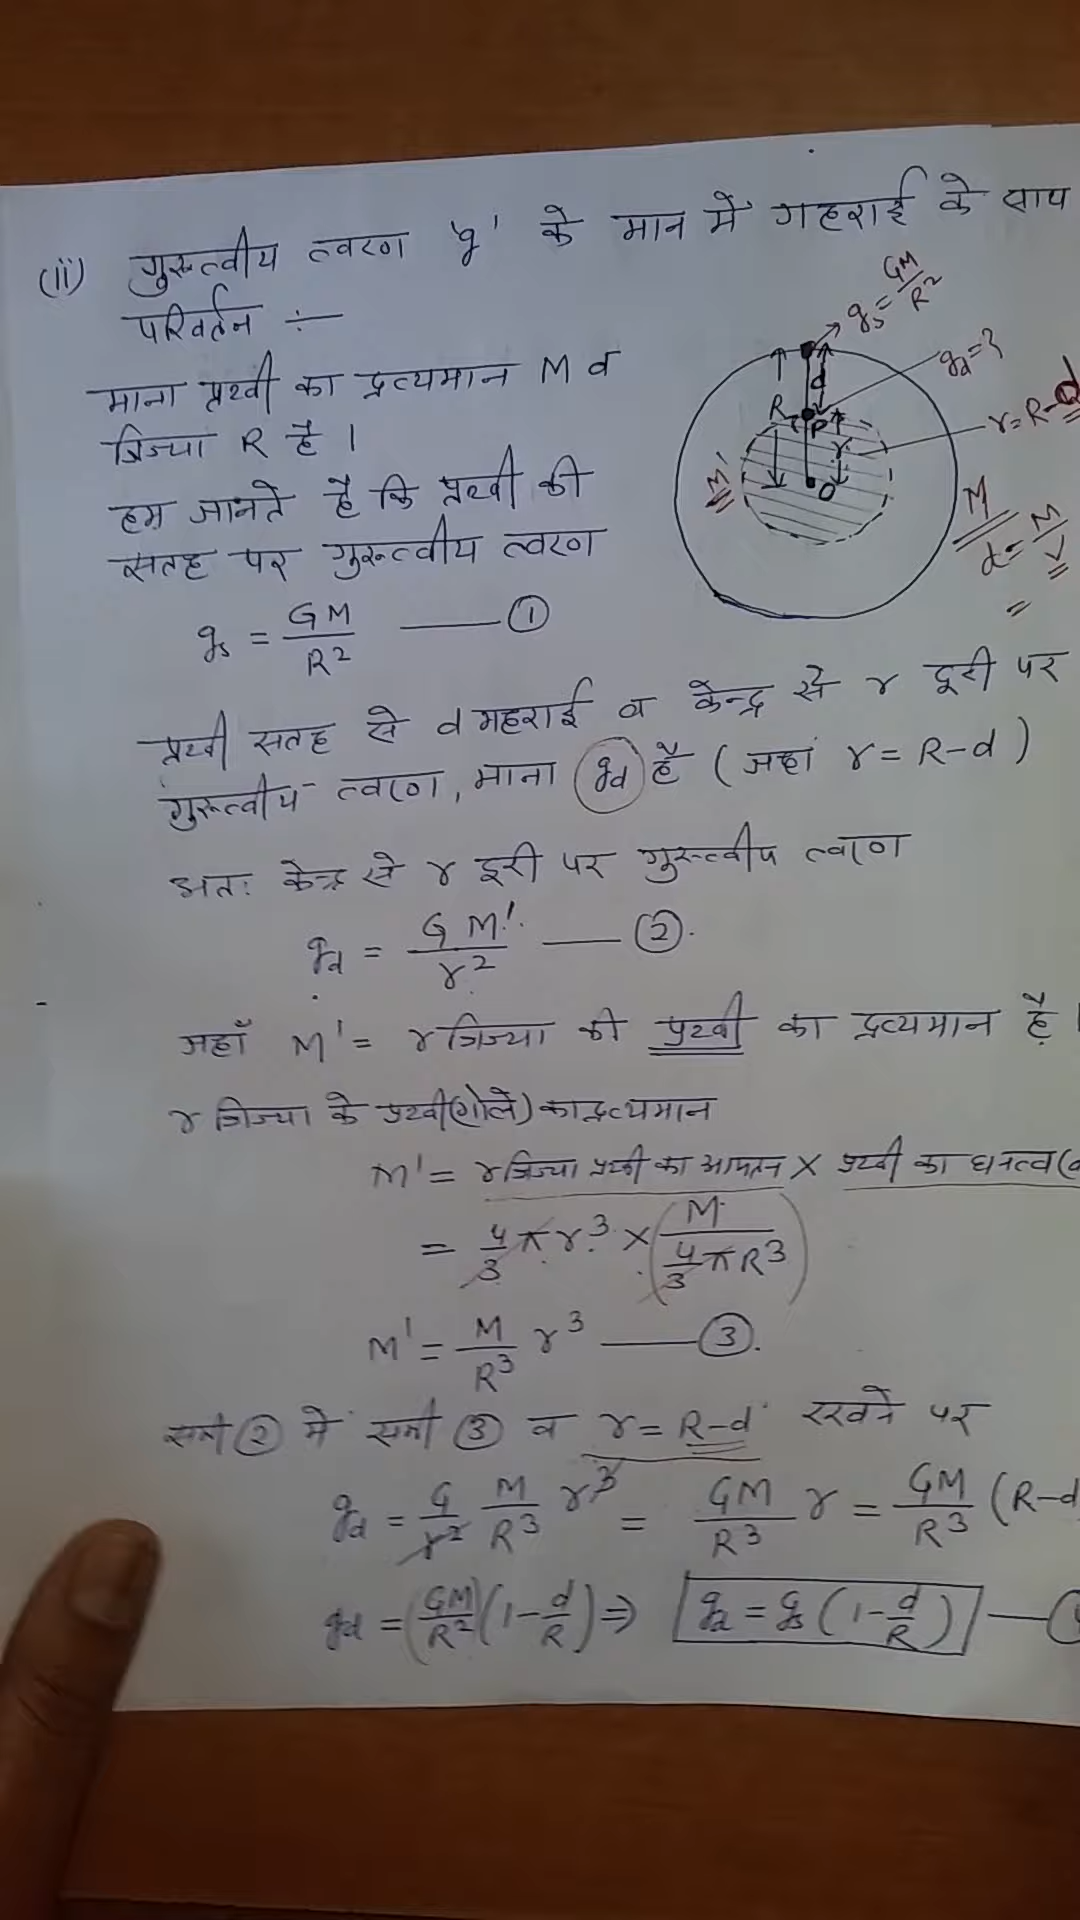 (ii) गुरुत्वीय त्वरण 'g' के मान में गहराई के साथ
परिवर्तन ÷
माना पृथ्वी का द्रव्यमान M व
त्रिज्या R है।
हम जानते है कि पृथ्वी की
सतह पर गुरुत्वीय त्वरण
gs = GM/R² —— ①
gs = GM/R²
gd = ?
d
R
P
r
r = R-d
O
M'
M
d = M/V
=
पृथ्वी सतह से d गहराई व केन्द्र से r दूरी पर
गुरुत्वीय त्वरण, माना gd है ( जहां r = R-d )
अतः केन्द्र से r दूरी पर गुरुत्वीय त्वरण
gd = GM'/r² —— ②.
जहाँ M' = r त्रिज्या की पृथ्वी का द्रव्यमान है।
r त्रिज्या के पृथ्वी(गोले) का द्रव्यमान
M' = r त्रिज्या पृथ्वी का आयतन × पृथ्वी का घनत्व(d
= 4/3 π r³ × (M / 4/3 π R³)
M' = M/R³ r³ —— ③.
समी ② में समी ③ व r = R-d रखने पर
gd = G/r² M/R³ r³ = GM/R³ r = GM/R³ (R-d
gd = (GM/R²)(1-d/R) ⇒ gd = gs (1-d/R) —